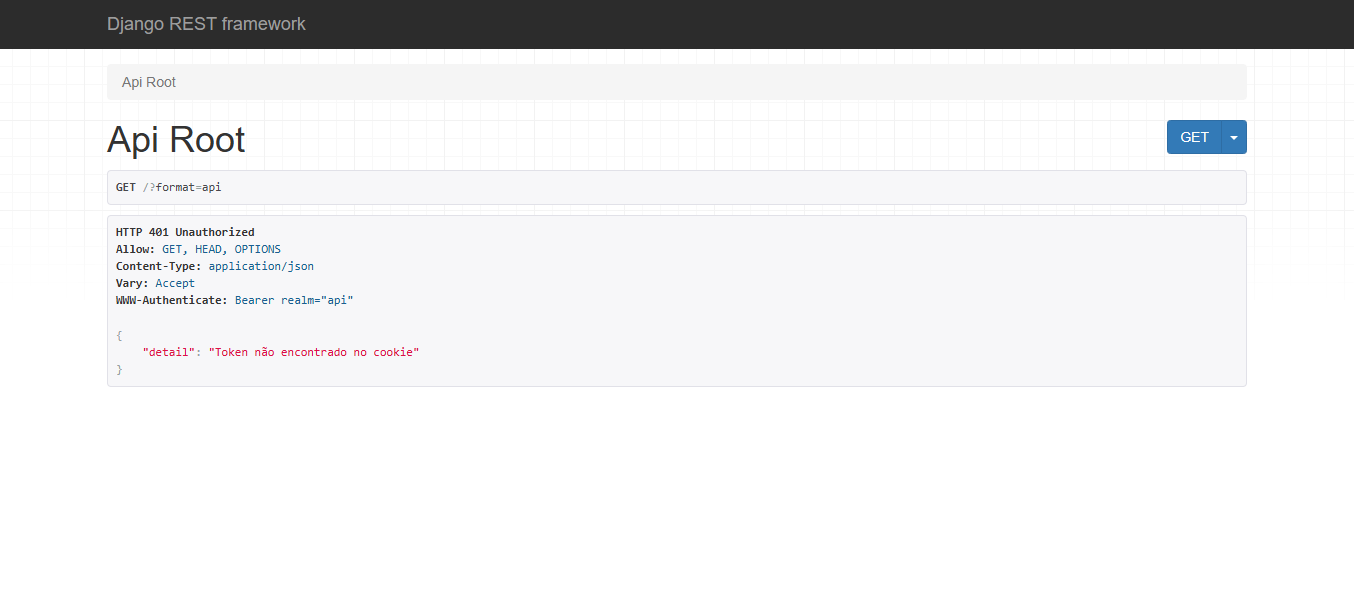 Django REST framework
Api Root
Api Root
GET
GET /?format=api
HTTP 401 Unauthorized
Allow: GET, HEAD, OPTIONS
Content-Type: application/json
Vary: Accept
WWW-Authenticate: Bearer realm="api"
{
"detail": "Token não encontrado no cookie"
}